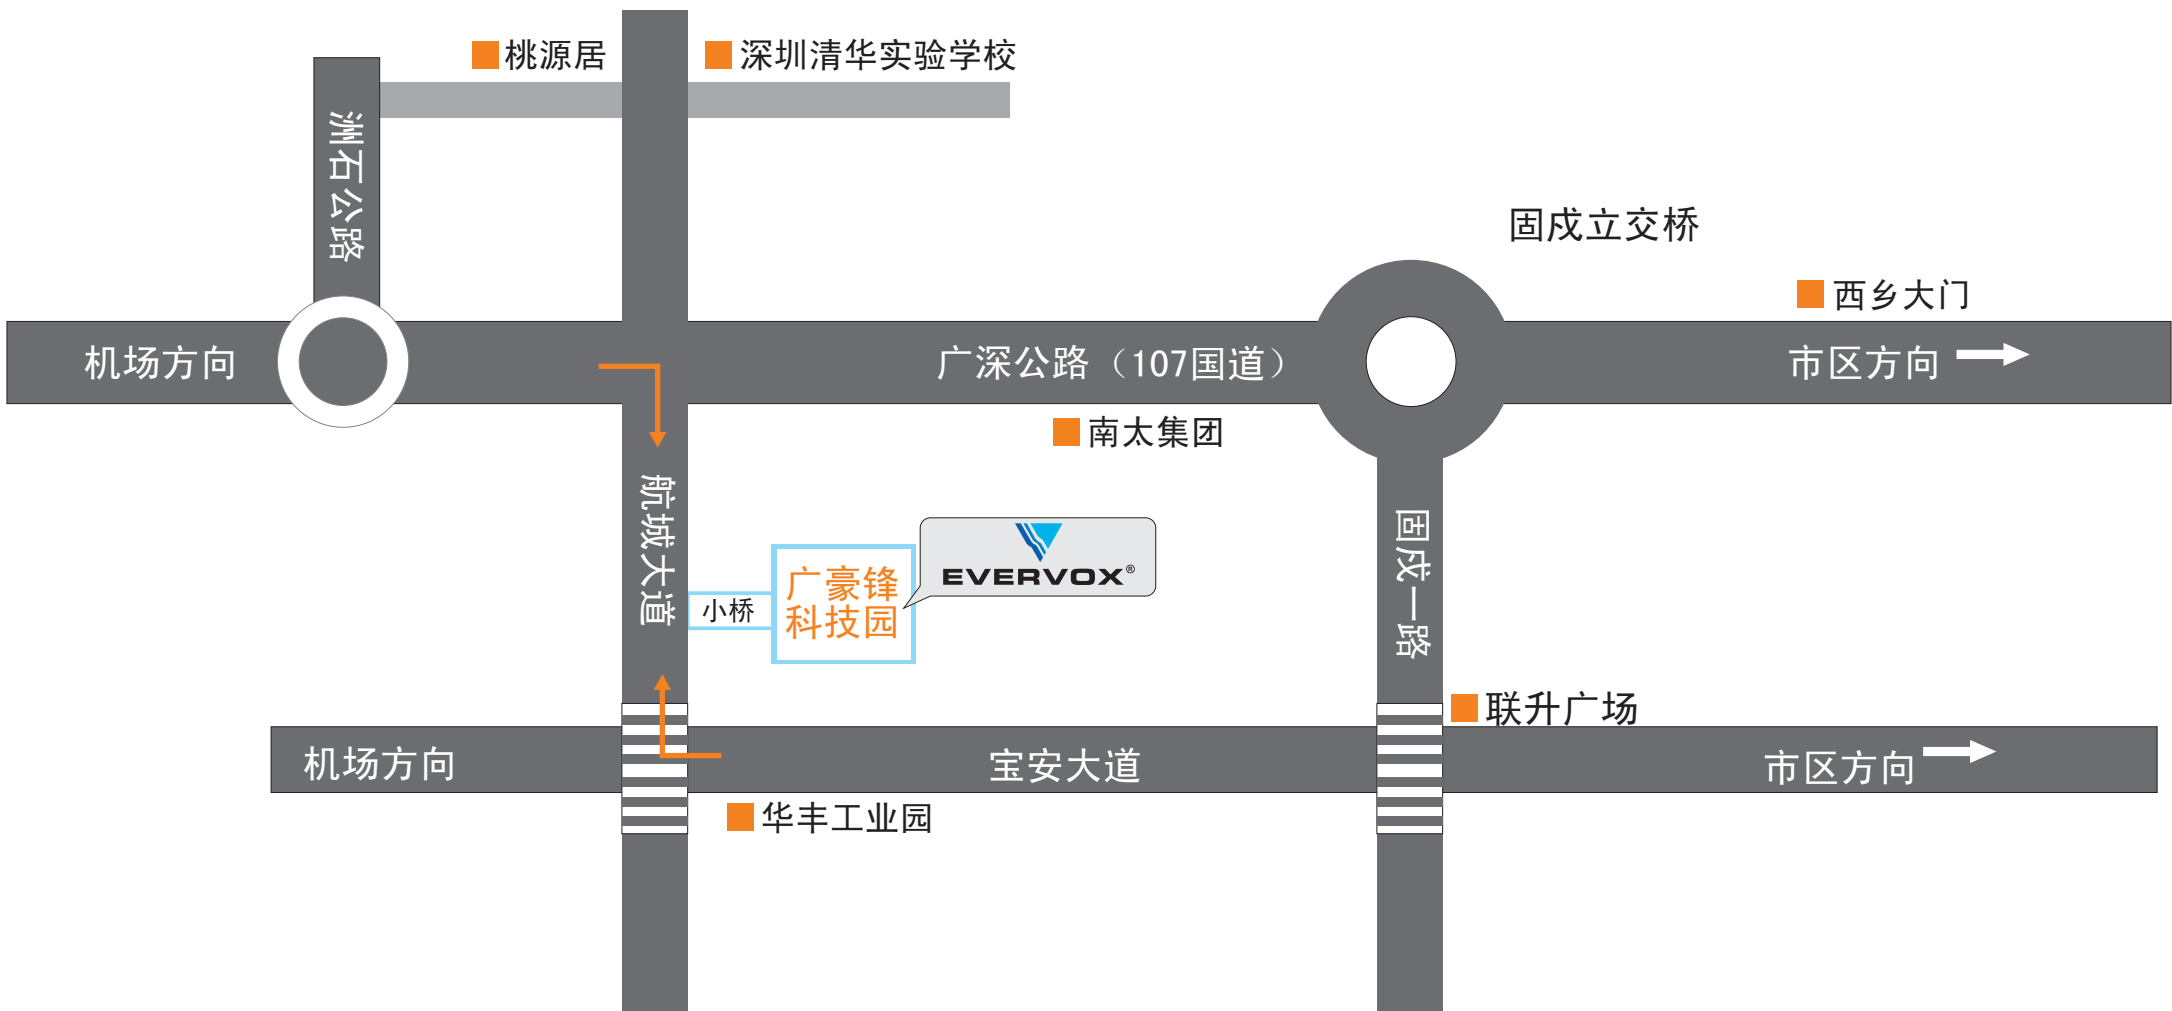 桃源居
深圳清华实验学校
洲石公路
固戍立交桥
西乡大门
机场方向
广深公路（107国道）
市区方向
南太集团
航城大道
EVERVOX®
广豪锋
科技园
小桥
固戍一路
联升广场
机场方向
宝安大道
市区方向
华丰工业园